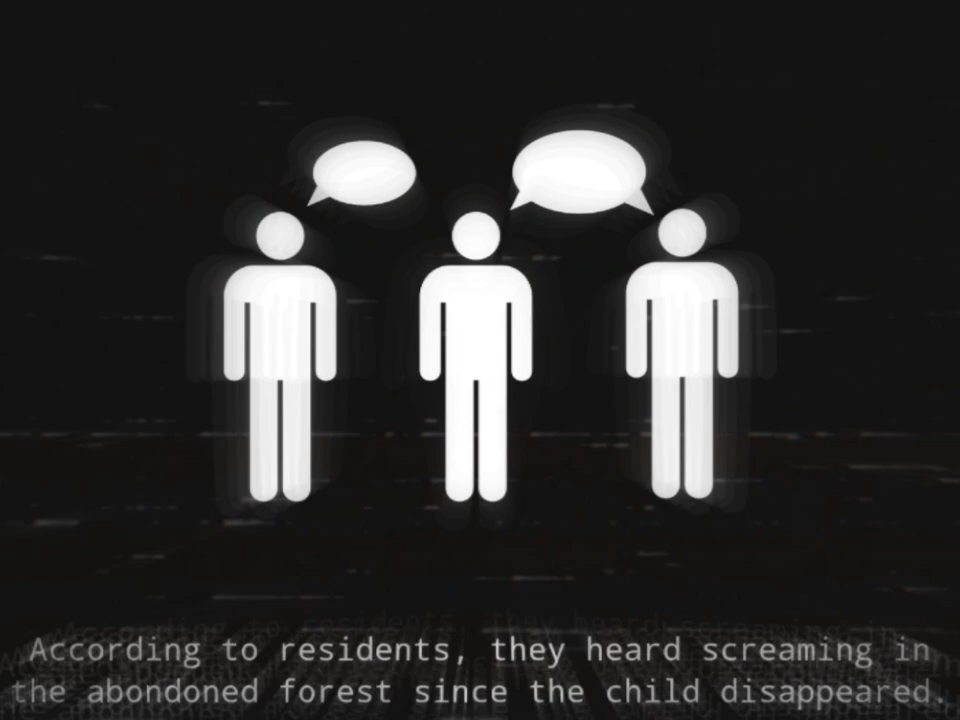 According to residents, they heard screaming in
the abondoned forest since the child disappeared.